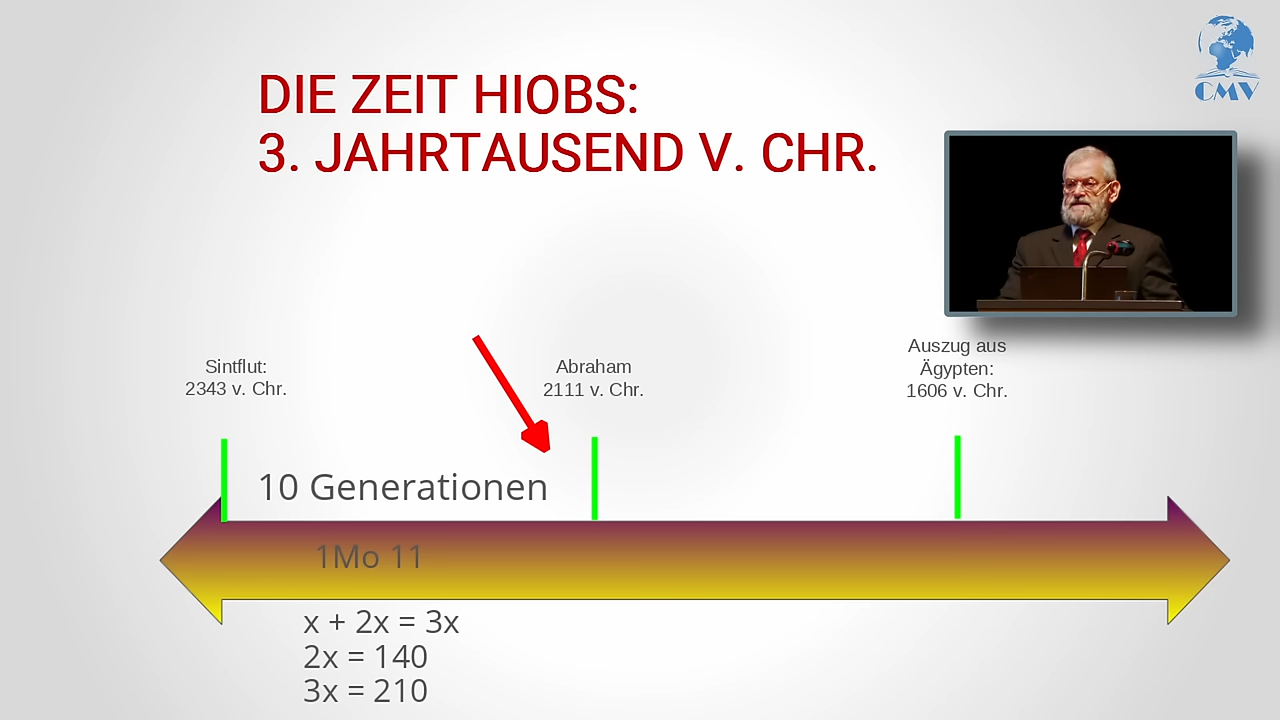 CMV
DIE ZEIT HIOBS:
3. JAHRTAUSEND V. CHR.
Sintflut:
2343 v. Chr.
Abraham
2111 v. Chr.
Auszug aus
Ägypten:
1606 v. Chr.
10 Generationen
1Mo 11
x + 2x = 3x
2x = 140
3x = 210